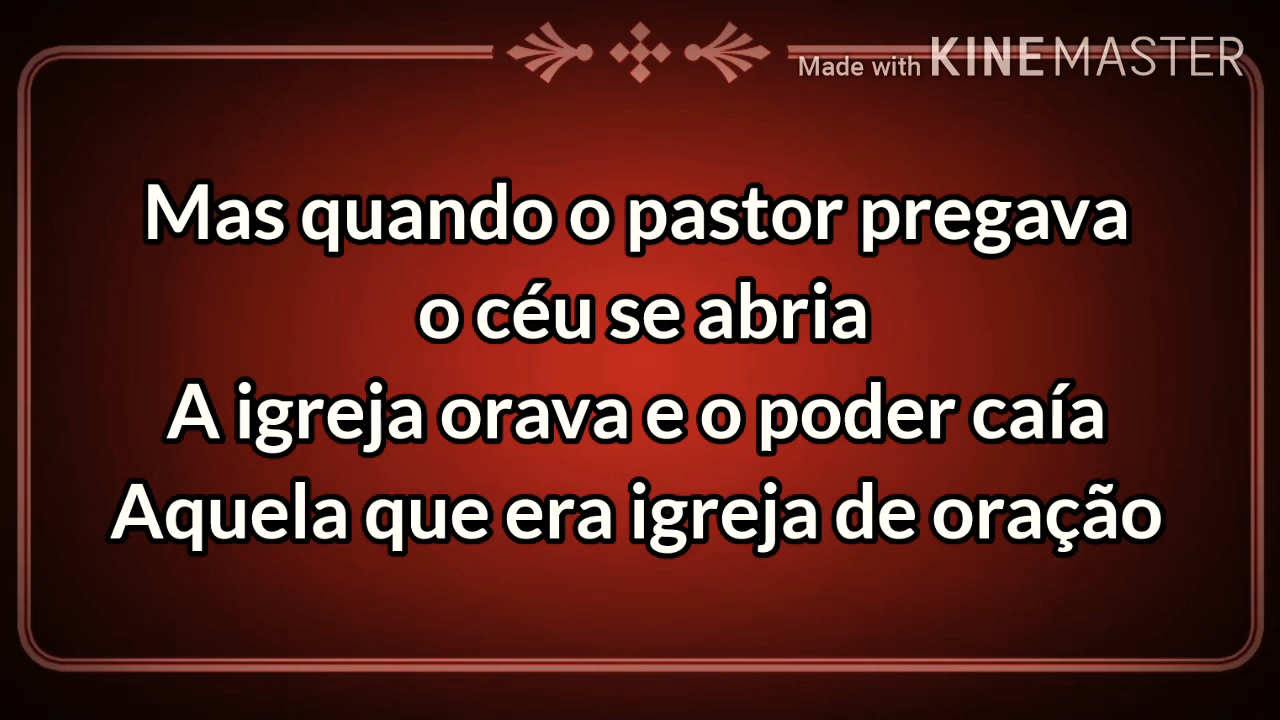 Made with KINEMASTER
Mas quando o pastor pregava
o céu se abria
A igreja orava e o poder caía
Aquela que era igreja de oração